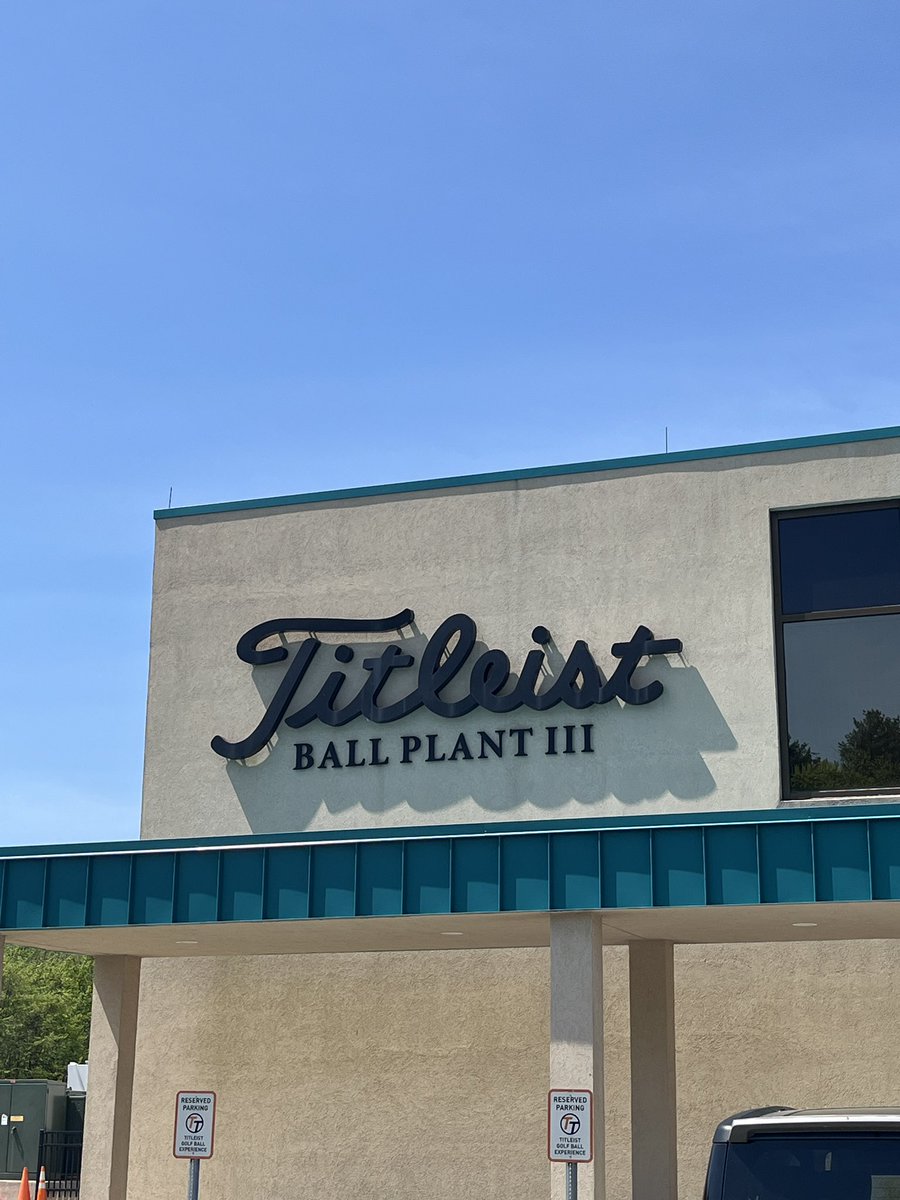 Titleist
BALL PLANT III
RESERVED
PARKING
TITLEIST
GOLF BALL
EXPERIENCE
RESERVED
PARKING
TITLEIST
GOLF BALL
EXPERIENCE